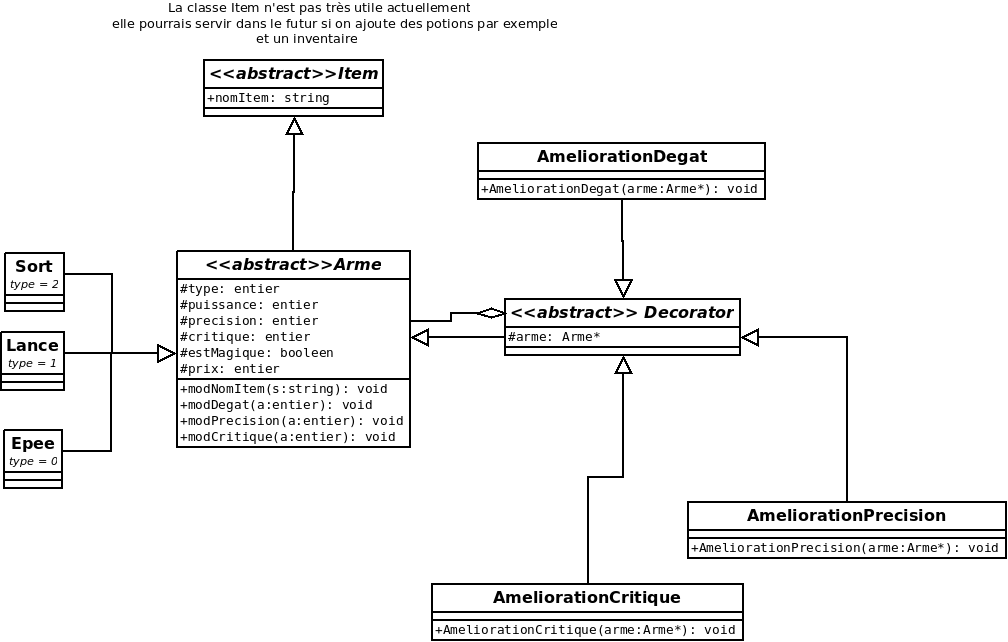 La classe Item n'est pas très utile actuellement
elle pourrais servir dans le futur si on ajoute des potions par exemple
et un inventaire
<<abstract>>Item
+nomItem: string
AmeliorationDegat
+AmeliorationDegat(arme:Arme*): void
Sort
type = 2
Lance
type = 1
Epee
type = 0
<<abstract>>Arme
#type: entier
#puissance: entier
#precision: entier
#critique: entier
#estMagique: booleen
#prix: entier
+modNomItem(s:string): void
+modDegat(a:entier): void
+modPrecision(a:entier): void
+modCritique(a:entier): void
<<abstract>> Decorator
#arme: Arme*
AmeliorationPrecision
+AmeliorationPrecision(arme:Arme*): void
AmeliorationCritique
+AmeliorationCritique(arme:Arme*): void